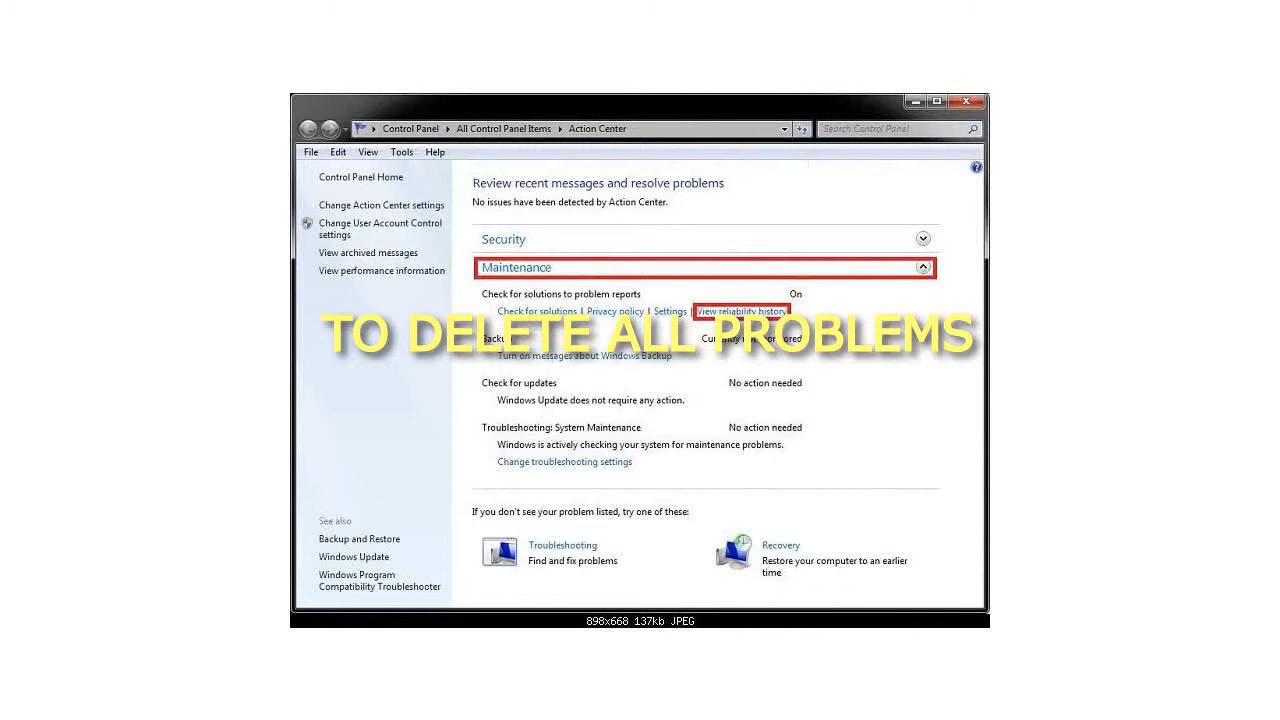 Control Panel All Control Panel Items Action Center Search Control Panel
File Edit View Tools Help
Control Panel Home
Change Action Center settings
Change User Account Control
settings
View archived messages
View performance information
See also
Backup and Restore
Windows Update
Windows Program
Compatibility Troubleshooter
Review recent messages and resolve problems
No issues have been detected by Action Center.
Security
Maintenance
Check for solutions to problem reports On
Check for solutions | Privacy policy | Settings | View reliability history
TO DELETE ALL PROBLEMS
Turn on messages about Windows Backup
Check for updates No action needed
Windows Update does not require any action.
Troubleshooting: System Maintenance No action needed
Windows is actively checking your system for maintenance problems.
Change troubleshooting settings
If you don't see your problem listed, try one of these:
Troubleshooting
Find and fix problems
Recovery
Restore your computer to an earlier
time
898x668 137kb JPEG